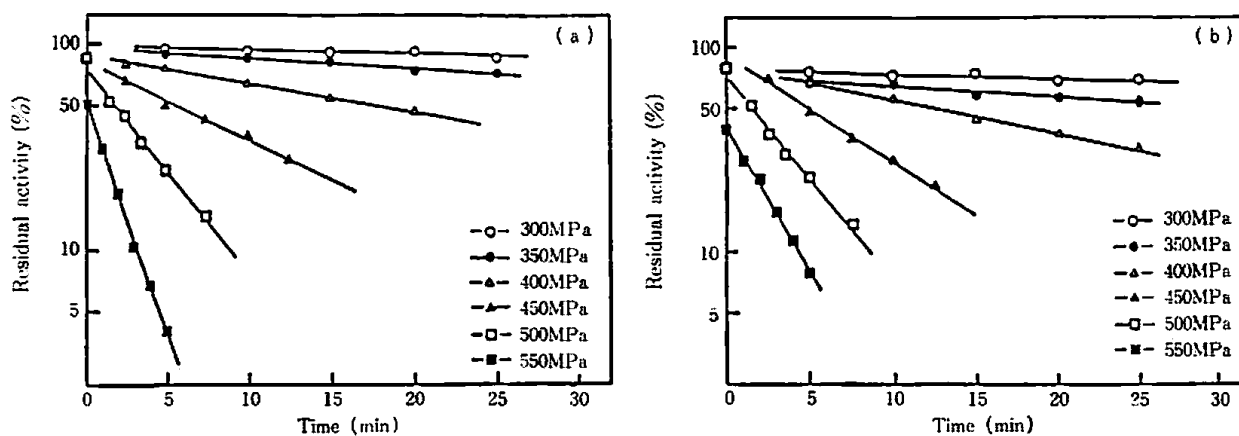 (a)
Residual activity (%)
100
50
10
5
300MPa
350MPa
400MPa
450MPa
500MPa
550MPa
0 5 10 15 20 25 30
Time (min)
(b)
Residual activity (%)
100
50
10
5
300MPa
350MPa
400MPa
450MPa
500MPa
550MPa
0 5 10 15 20 25 30
Time (min)